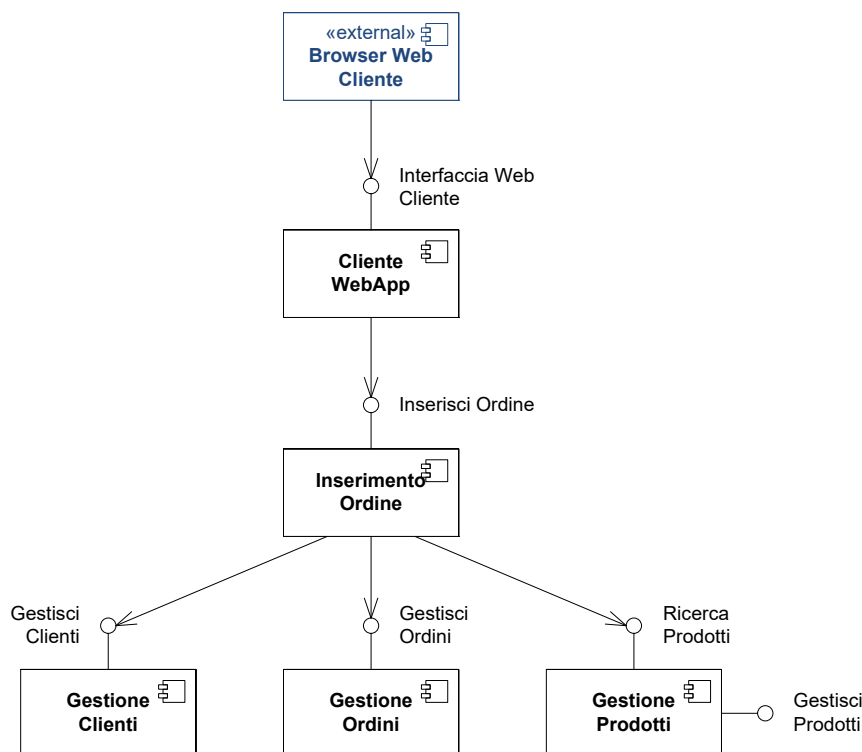 «external»
Browser Web
Cliente
Interfaccia Web
Cliente
Cliente
WebApp
Inserisci Ordine
Inserimento
Ordine
Gestisci
Clienti
Gestisci
Ordini
Ricerca
Prodotti
Gestione
Clienti
Gestione
Ordini
Gestione
Prodotti
Gestisci
Prodotti